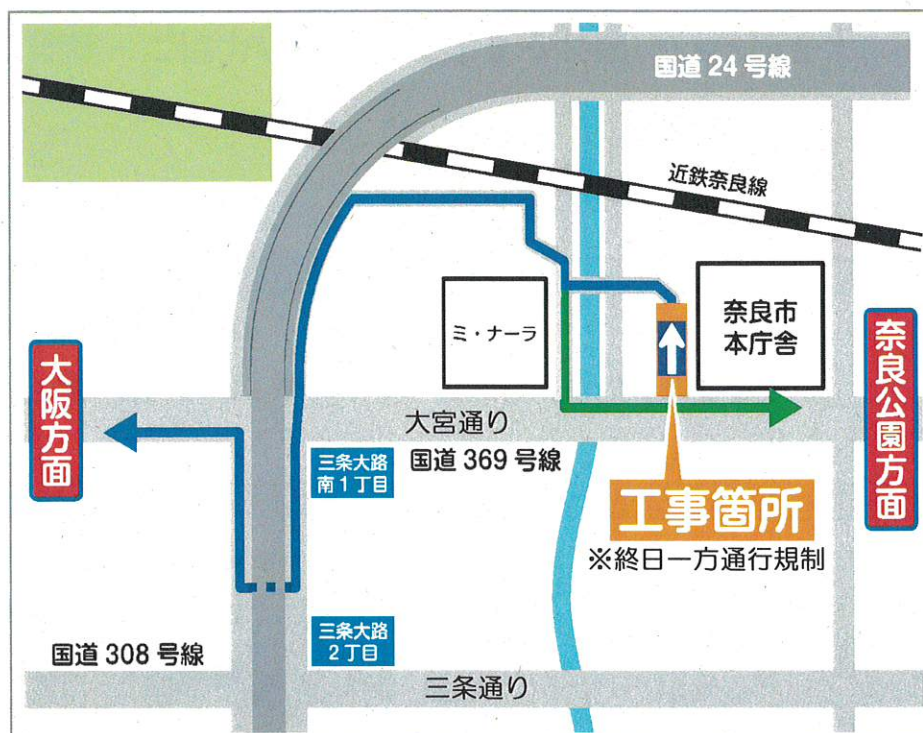 国道 24 号線
近鉄奈良線
ミ・ナーラ
奈良市
本庁舎
大阪方面
奈良公園方面
大宮通り
国道 369 号線
三条大路
南1丁目
工事箇所
※終日一方通行規制
三条大路
2丁目
国道 308 号線
三条通り